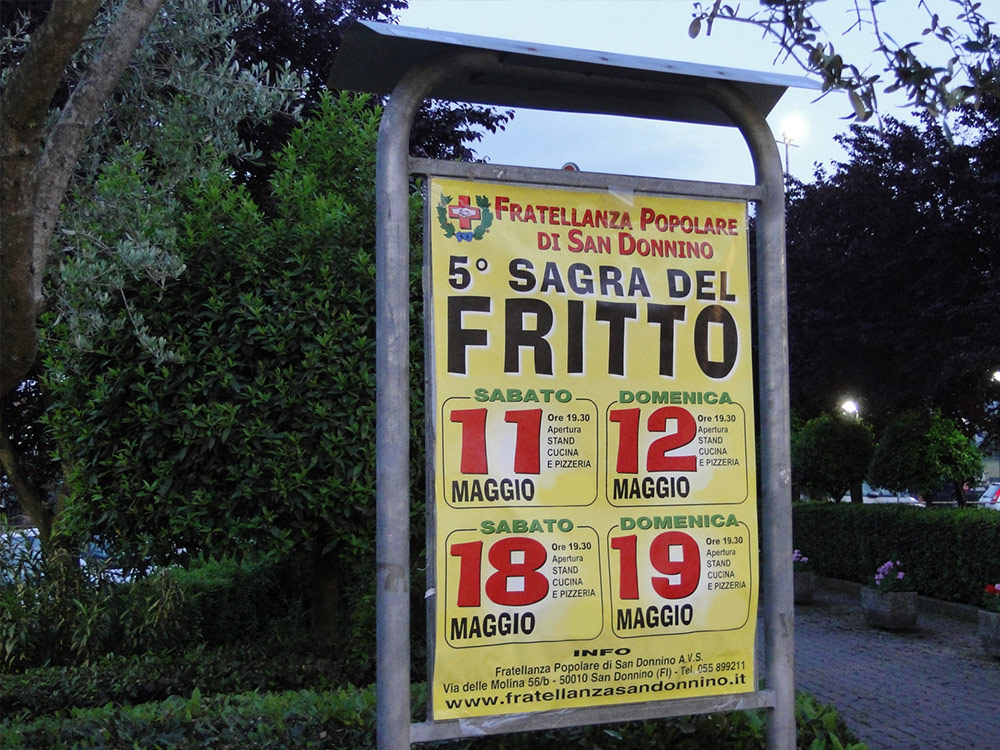 FRATELLANZA POPOLARE
DI SAN DONNINO
5° SAGRA DEL
FRITTO
SABATO
11
Ore 19.30
Apertura
STAND
CUCINA
E PIZZERIA
MAGGIO
DOMENICA
12
Ore 19.30
Apertura
STAND
CUCINA
E PIZZERIA
MAGGIO
SABATO
18
Ore 19.30
Apertura
STAND
CUCINA
E PIZZERIA
MAGGIO
DOMENICA
19
Ore 19.30
Apertura
STAND
CUCINA
E PIZZERIA
MAGGIO
INFO
Fratellanza Popolare di San Donnino A.V.S.
Via delle Molina 56/b - 50010 San Donnino (FI) - Tel. 055 899211
www.fratellanzasandonnino.it